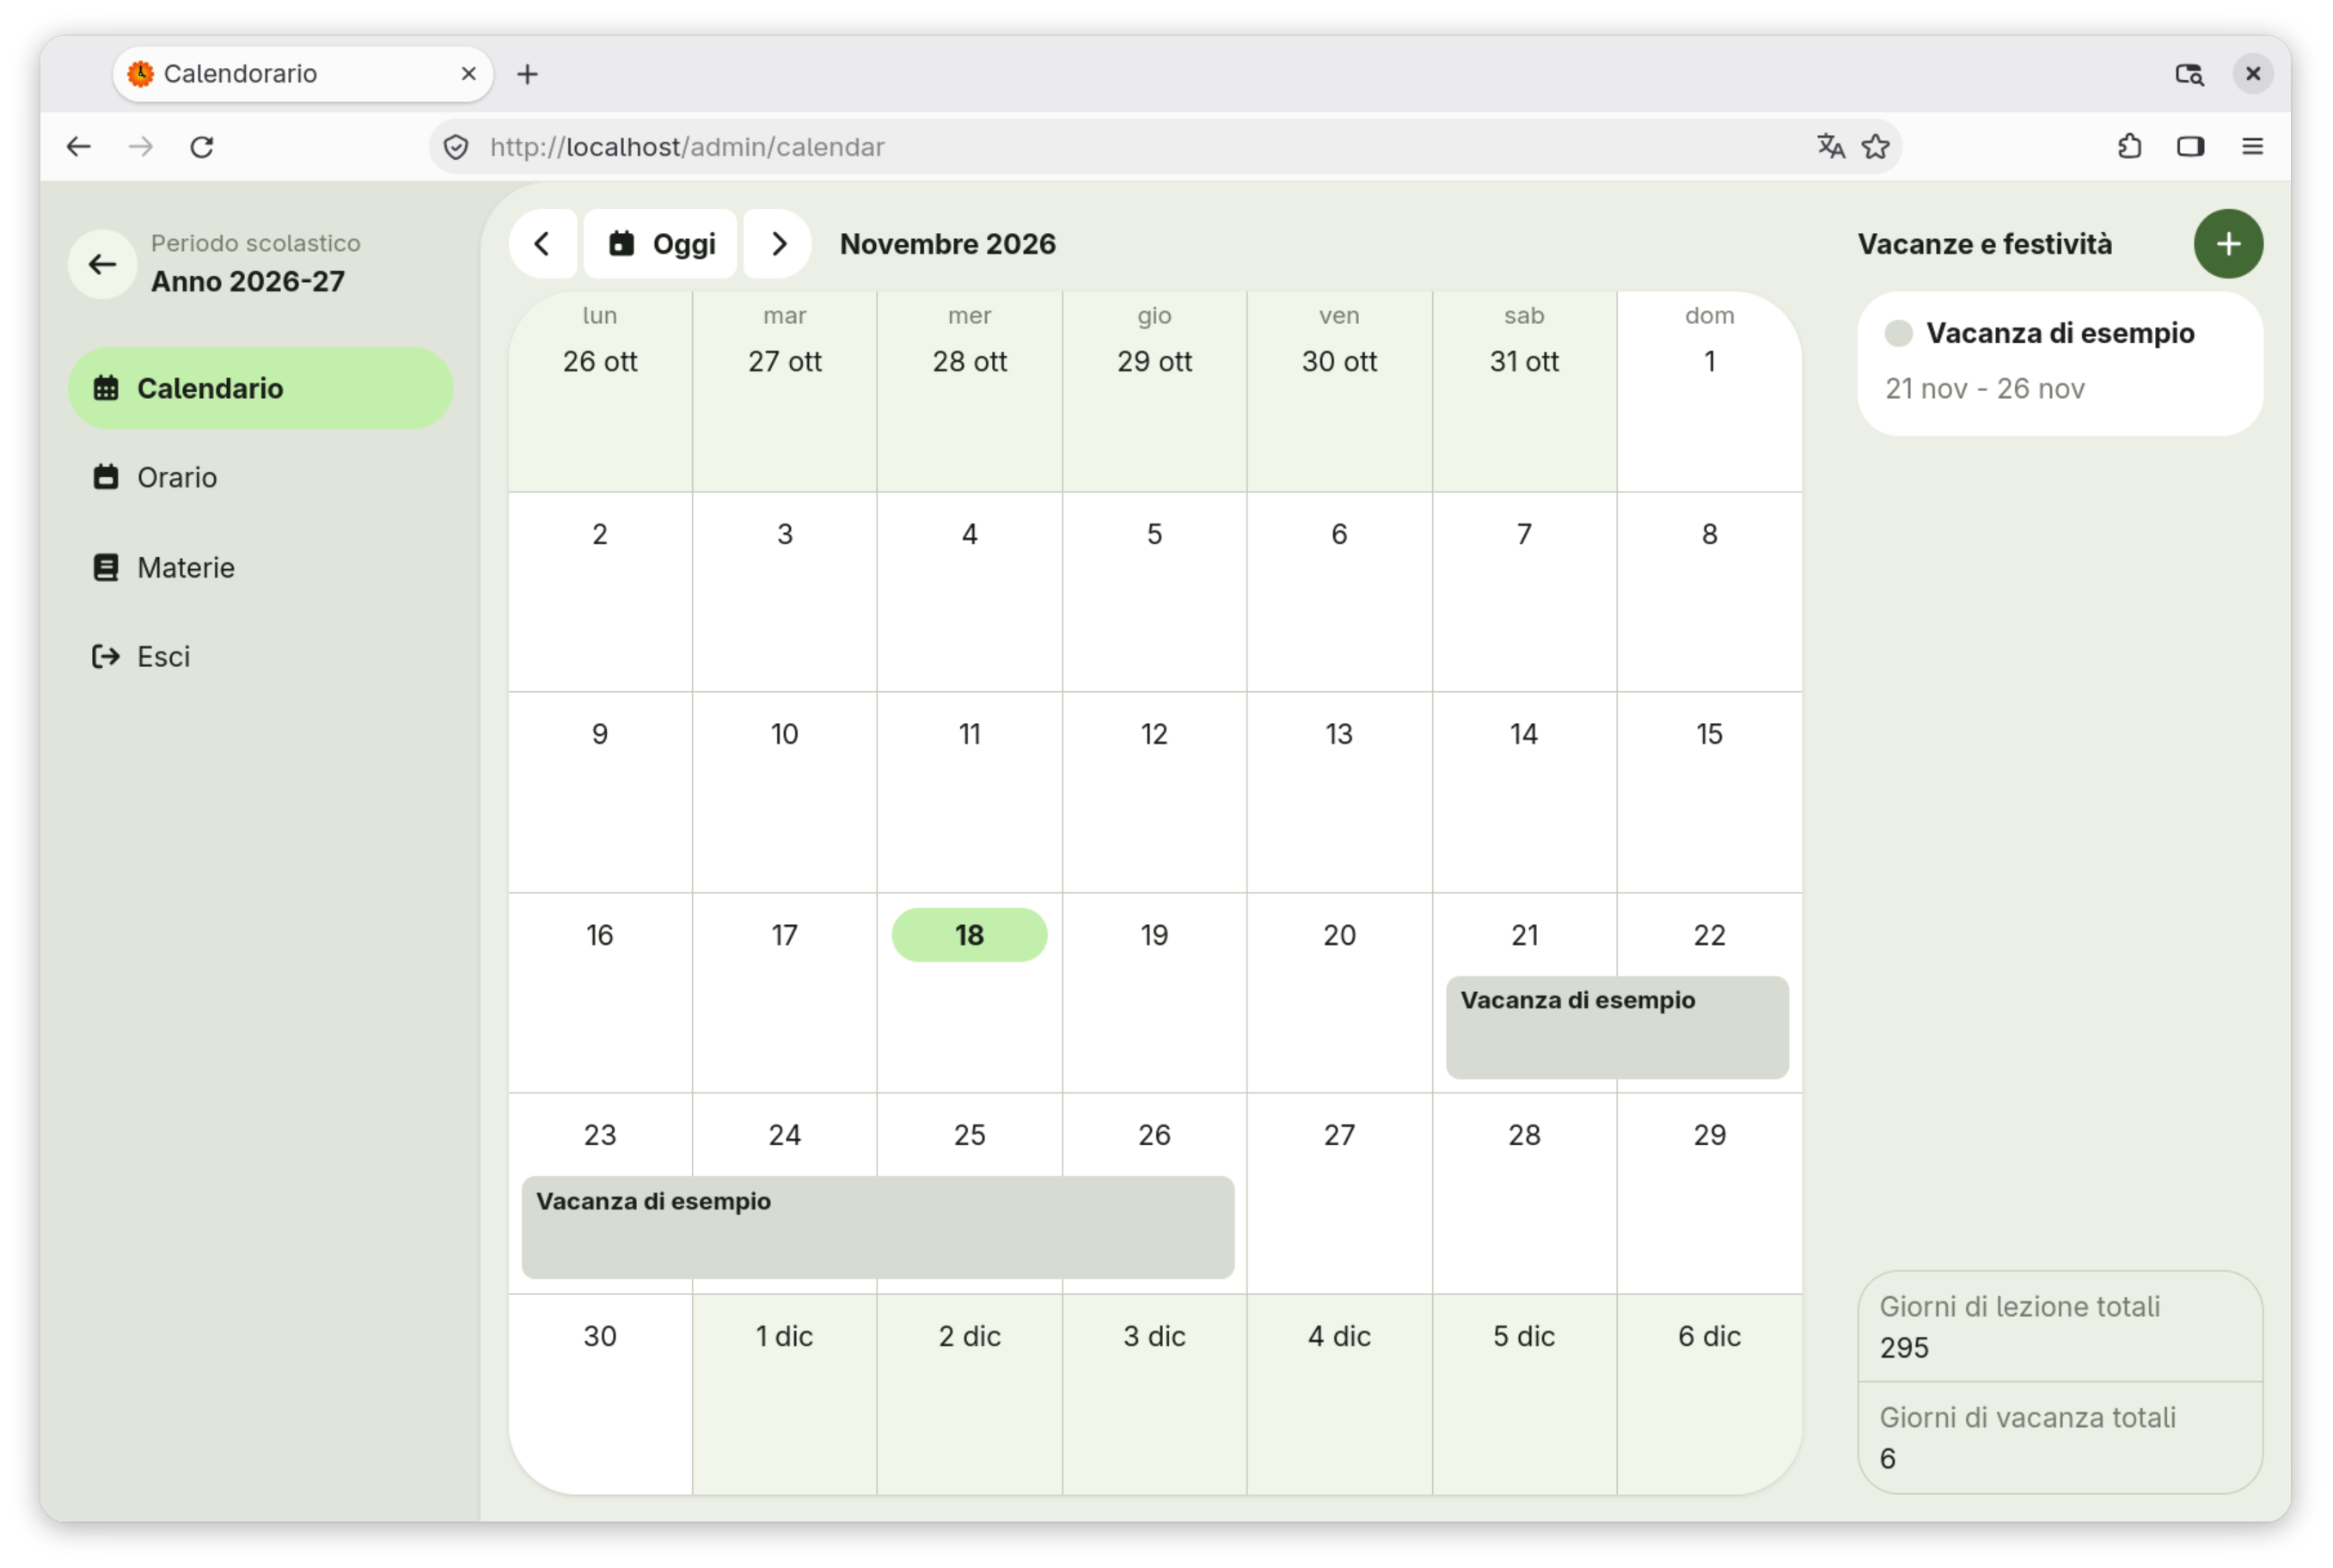 Calendorario
http://localhost/admin/calendar
Periodo scolastico
Anno 2026-27
Calendario
Orario
Materie
Esci
Oggi
Novembre 2026
lun mar mer gio ven sab dom
26 ott 27 ott 28 ott 29 ott 30 ott 31 ott 1
2 3 4 5 6 7 8
9 10 11 12 13 14 15
16 17 18 19 20 21 22
Vacanza di esempio
23 24 25 26 27 28 29
Vacanza di esempio
30 1 dic 2 dic 3 dic 4 dic 5 dic 6 dic
Vacanze e festività
Vacanza di esempio
21 nov - 26 nov
Giorni di lezione totali
295
Giorni di vacanza totali
6